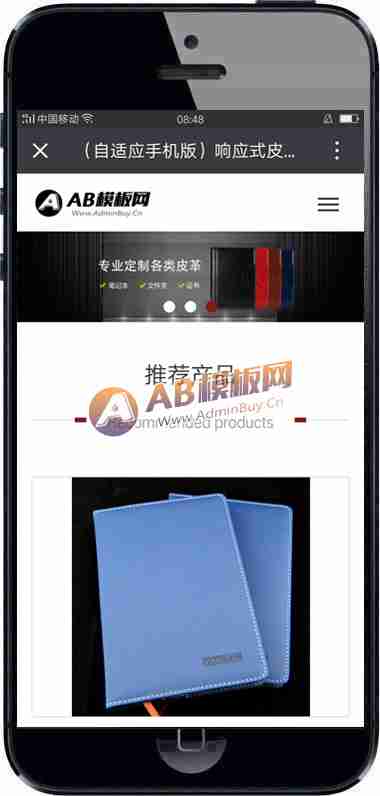 中国移动
08:48
（自适应手机版）响应式皮...
AB模板网
Www.AdminBuy.Cn
专业定制各类皮革
笔记本 文件夹 证书
推荐产品
AB模板网
Www.AdminBuy.Cn
Recommended products